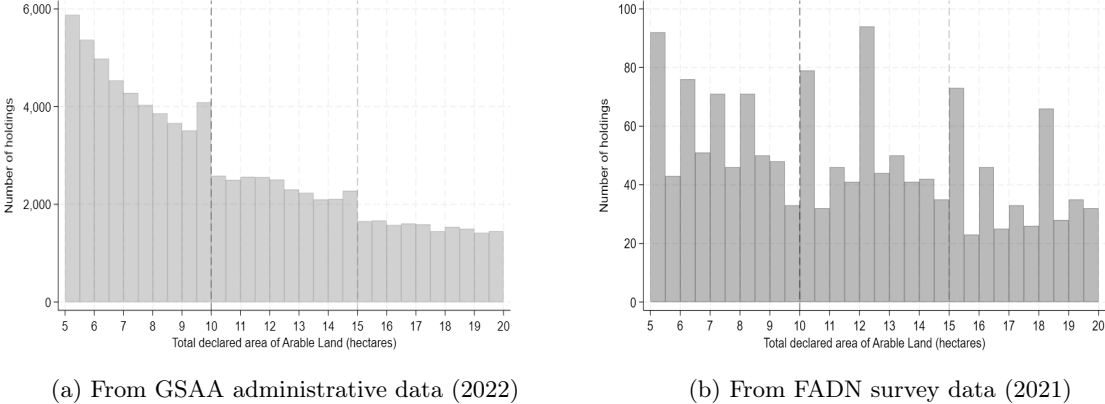 6,000
4,000
2,000
0
Number of holdings
5 6 7 8 9 10 11 12 13 14 15 16 17 18 19 20
Total declared area of Arable Land (hectares)
(a) From GSAA administrative data (2022)
100
80
60
40
20
0
Number of holdings
5 6 7 8 9 10 11 12 13 14 15 16 17 18 19 20
Total declared area of Arable Land (hectares)
(b) From FADN survey data (2021)